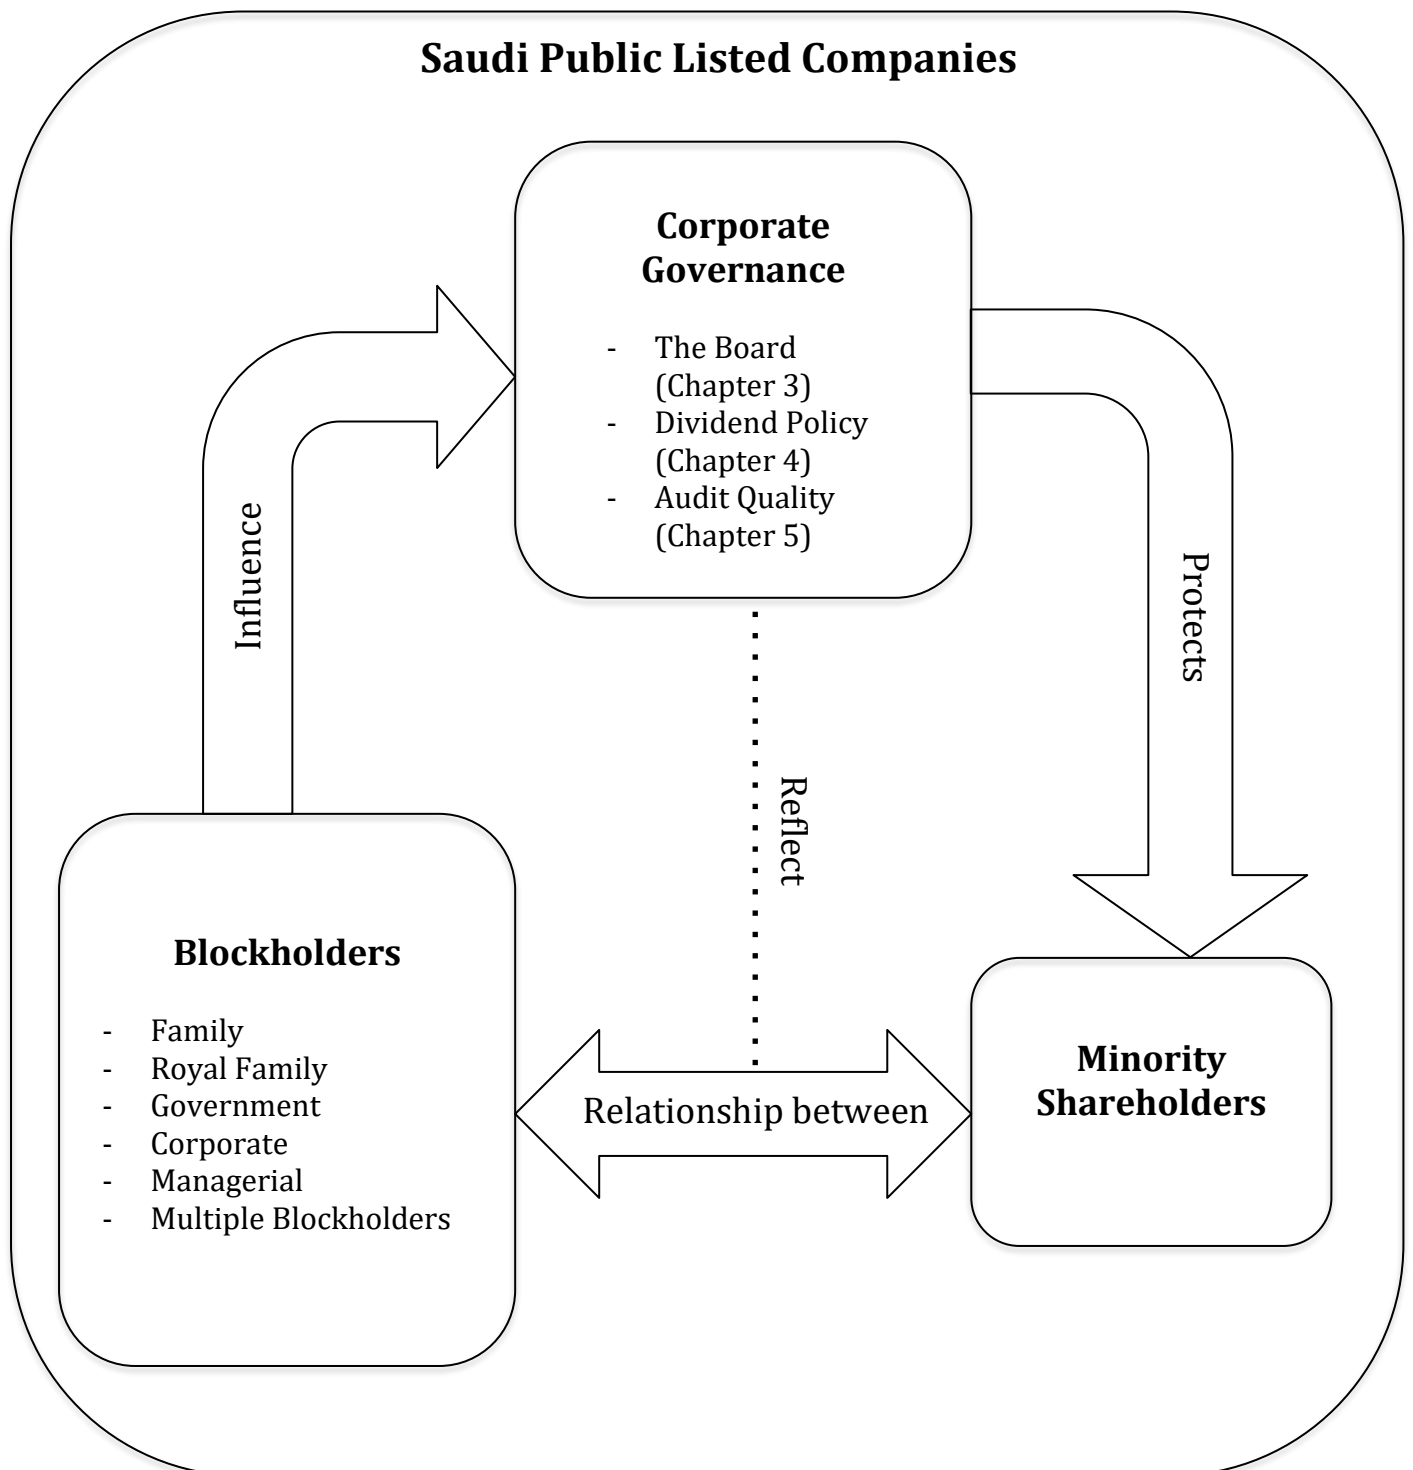 Saudi Public Listed Companies
Corporate
Governance
- The Board
(Chapter 3)
- Dividend Policy
(Chapter 4)
- Audit Quality
(Chapter 5)
Influence
Protects
Reflect
Blockholders
- Family
- Royal Family
- Government
- Corporate
- Managerial
- Multiple Blockholders
Relationship between
Minority
Shareholders